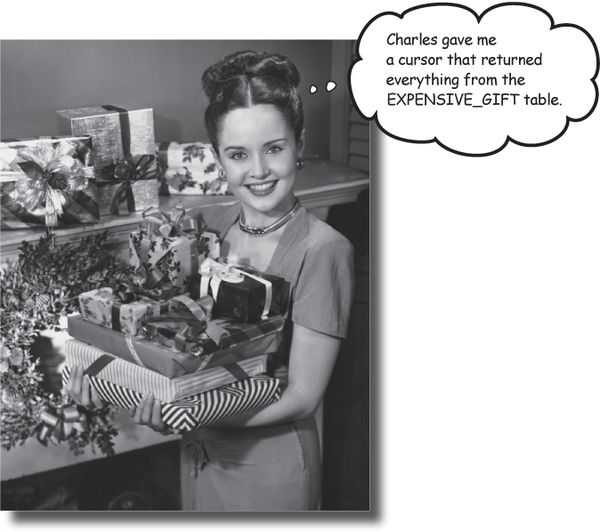 Charles gave me
a cursor that returned
everything from the
EXPENSIVE_GIFT table.